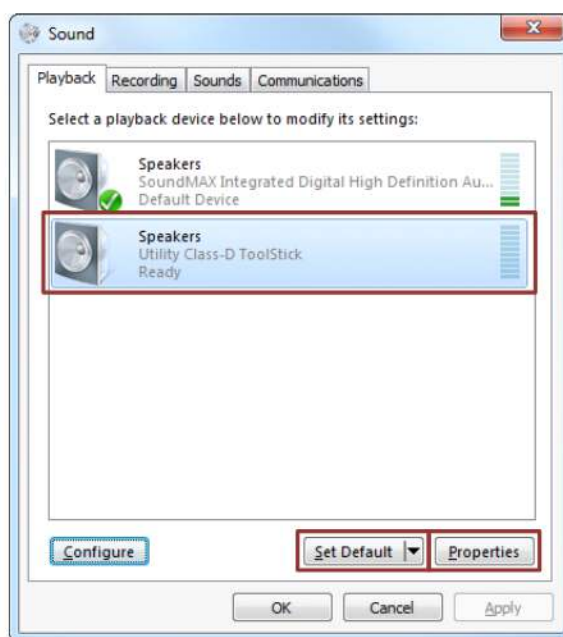 Sound
Playback Recording Sounds Communications
Select a playback device below to modify its settings:
Speakers
SoundMAX Integrated Digital High Definition Au...
Default Device
Speakers
Utility Class-D ToolStick
Ready
Configure Set Default Properties
OK Cancel Apply